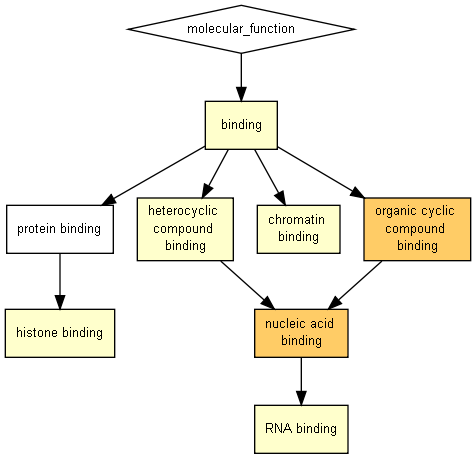 molecular_function
binding
protein binding
heterocyclic
compound
binding
chromatin
binding
organic cyclic
compound
binding
histone binding
nucleic acid
binding
RNA binding